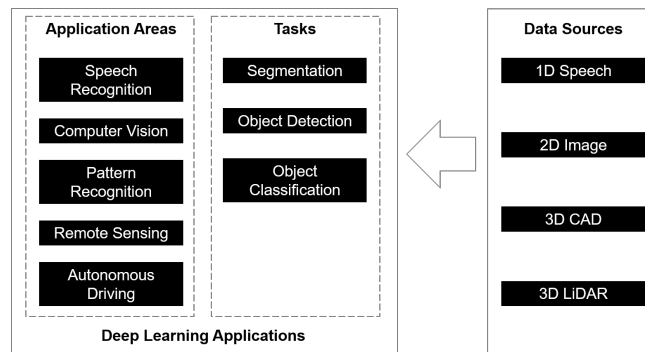 Application Areas
Speech
Recognition
Computer Vision
Pattern
Recognition
Remote Sensing
Autonomous
Driving
Tasks
Segmentation
Object Detection
Object
Classification
Deep Learning Applications
Data Sources
1D Speech
2D Image
3D CAD
3D LiDAR